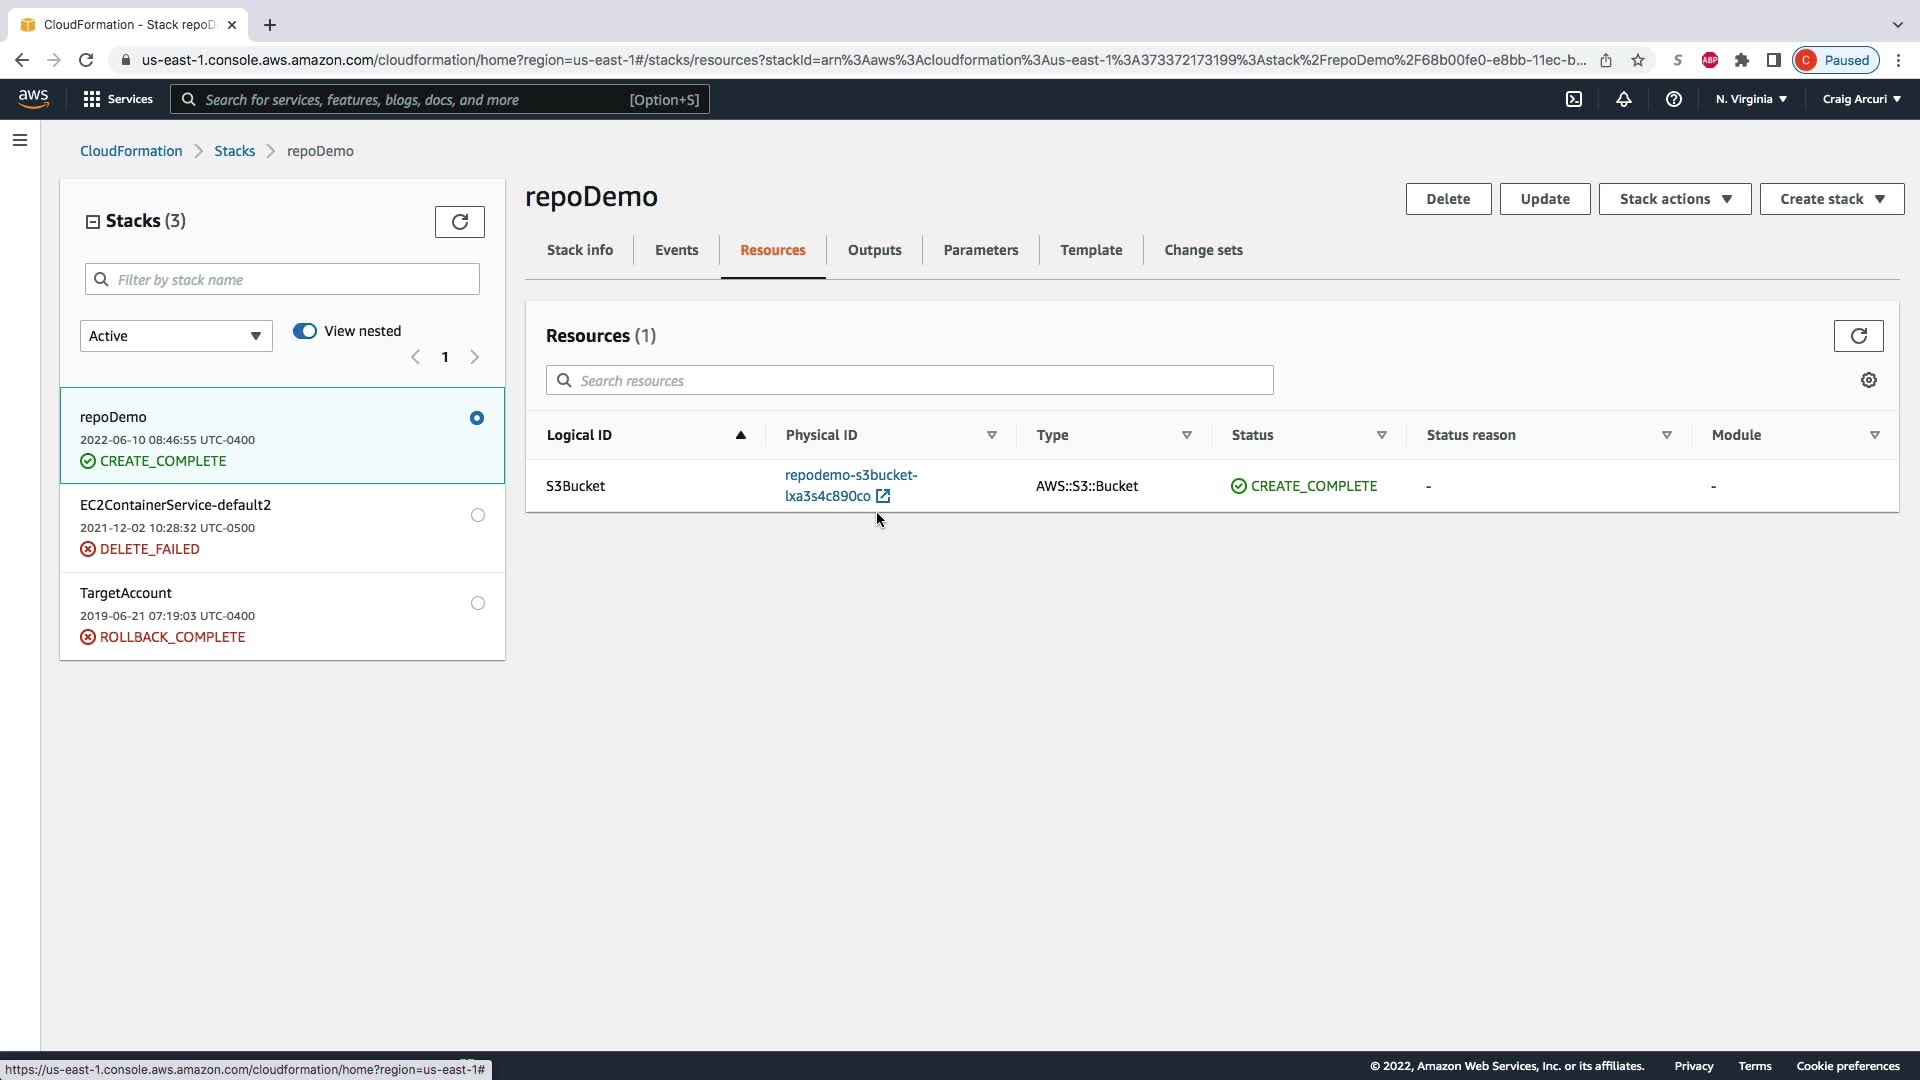 CloudFormation - Stack repoD
us-east-1.console.aws.amazon.com/cloudformation/home?region=us-east-1#/stacks/resources?stackId=arn%3Aaws%3Acloudformation%3Aus-east-1%3A373372173199%3Astack%2FrepoDemo%2F68b00fe0-e8bb-11ec-b...
S
ABP
C Paused
aws
Services
Search for services, features, blogs, docs, and more [Option+S]
N. Virginia
Craig Arcuri
CloudFormation
Stacks
repoDemo
Stacks (3)
Filter by stack name
Active
View nested
1
repoDemo
2022-06-10 08:46:55 UTC-0400
CREATE_COMPLETE
EC2ContainerService-default2
2021-12-02 10:28:32 UTC-0500
DELETE_FAILED
TargetAccount
2019-06-21 07:19:03 UTC-0400
ROLLBACK_COMPLETE
repoDemo
Delete
Update
Stack actions
Create stack
Stack info
Events
Resources
Outputs
Parameters
Template
Change sets
Resources (1)
Search resources
Logical ID
Physical ID
Type
Status
Status reason
Module
S3Bucket
repodemo-s3bucket-
lxa3s4c890co
AWS::S3::Bucket
CREATE_COMPLETE
-
-
https://us-east-1.console.aws.amazon.com/cloudformation/home?region=us-east-1#
© 2022, Amazon Web Services, Inc. or its affiliates.
Privacy
Terms
Cookie preferences